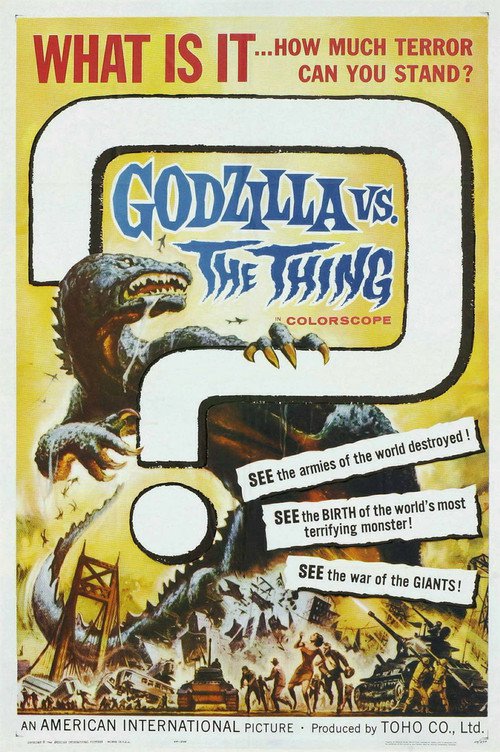 WHAT IS IT...HOW MUCH TERROR
CAN YOU STAND?
GODZILLA VS.
THE THING
IN COLORSCOPE
SEE the armies of the world destroyed!
SEE the BIRTH of the world's most
terrifying monster!
SEE the war of the GIANTS!
AN AMERICAN INTERNATIONAL PICTURE · Produced by TOHO CO., Ltd.